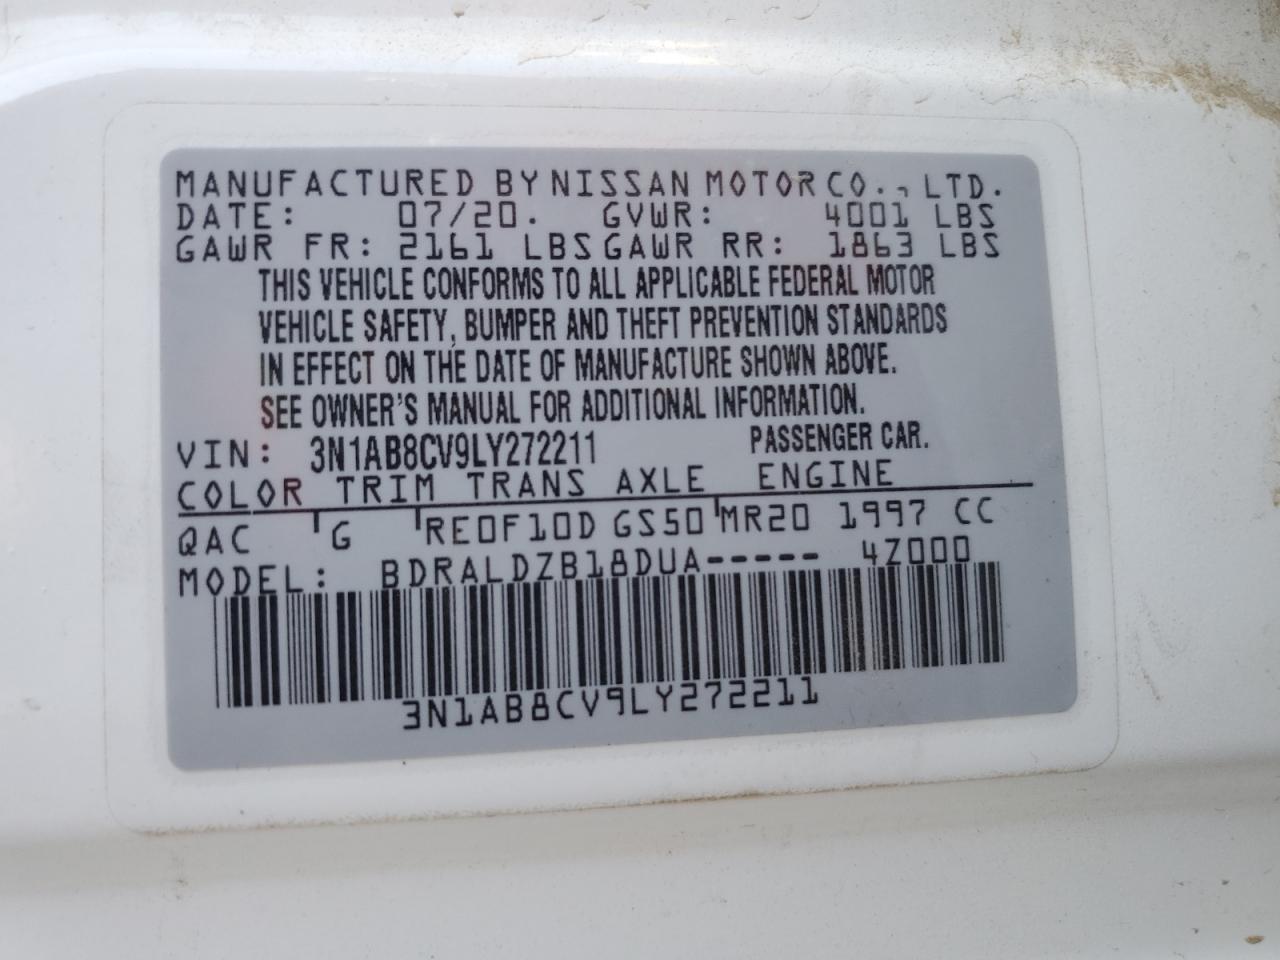 MANUFACTURED BY NISSAN MOTOR CO., LTD.
DATE: 07/20. GVWR: 4001 LBS
GAWR FR: 2161 LBS GAWR RR: 1863 LBS
THIS VEHICLE CONFORMS TO ALL APPLICABLE FEDERAL MOTOR
VEHICLE SAFETY, BUMPER AND THEFT PREVENTION STANDARDS
IN EFFECT ON THE DATE OF MANUFACTURE SHOWN ABOVE.
SEE OWNER'S MANUAL FOR ADDITIONAL INFORMATION.
VIN: 3N1AB8CV9LY272211 PASSENGER CAR.
COLOR TRIM TRANS AXLE ENGINE
QAC G RE0F10D GS50 MR20 1997 CC
MODEL: BDRALDZB18DUA----- 4Z000
3N1AB8CV9LY272211